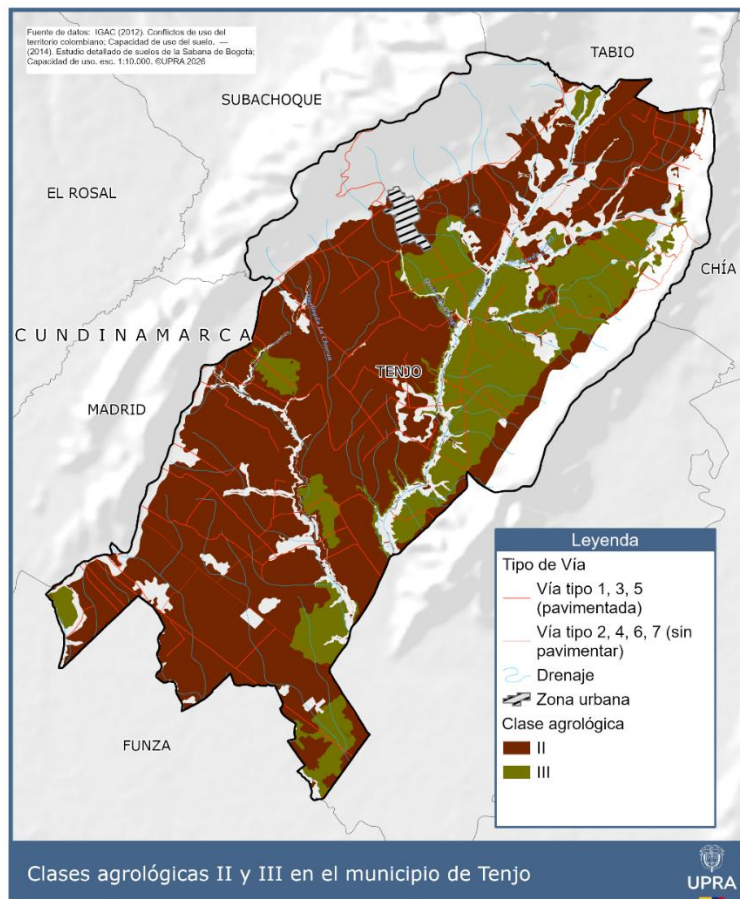 Fuente de datos: IGAC (2012). Conflictos de uso del
territorio colombiano; Capacidad de uso del suelo. —
(2014). Estudio detallado de suelos de la Sabana de Bogotá;
Capacidad de uso. esc. 1:10.000. ©UPRA 2026
TABIO
SUBACHOQUE
EL ROSAL
CHÍA
CUNDINAMARCA
TENJO
MADRID
FUNZA
Leyenda
Tipo de Vía
Vía tipo 1, 3, 5
(pavimentada)
Vía tipo 2, 4, 6, 7 (sin
pavimentar)
Drenaje
Zona urbana
Clase agrológica
II
III
Clases agrológicas II y III en el municipio de Tenjo
UPRA